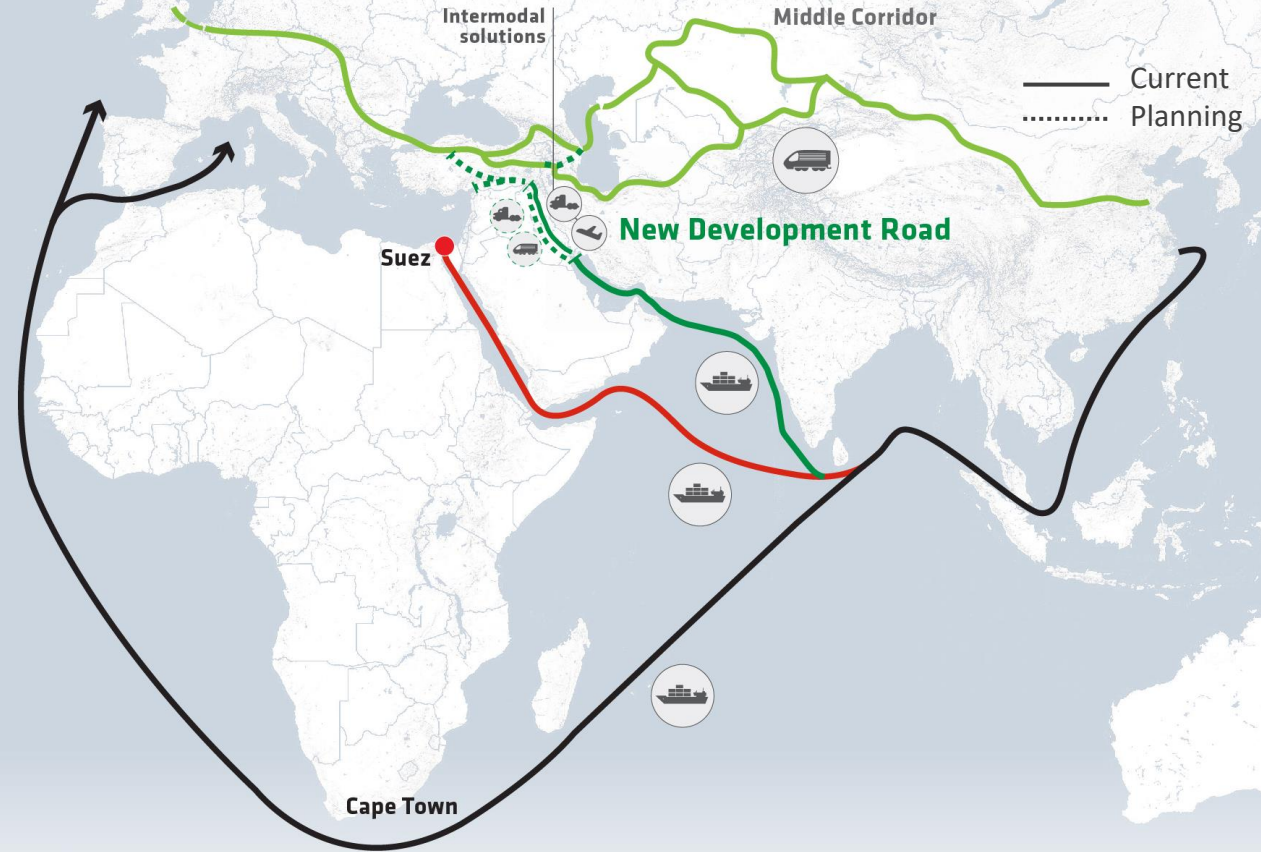 Intermodal
solutions
Middle Corridor
Current
Planning
New Development Road
Suez
Cape Town